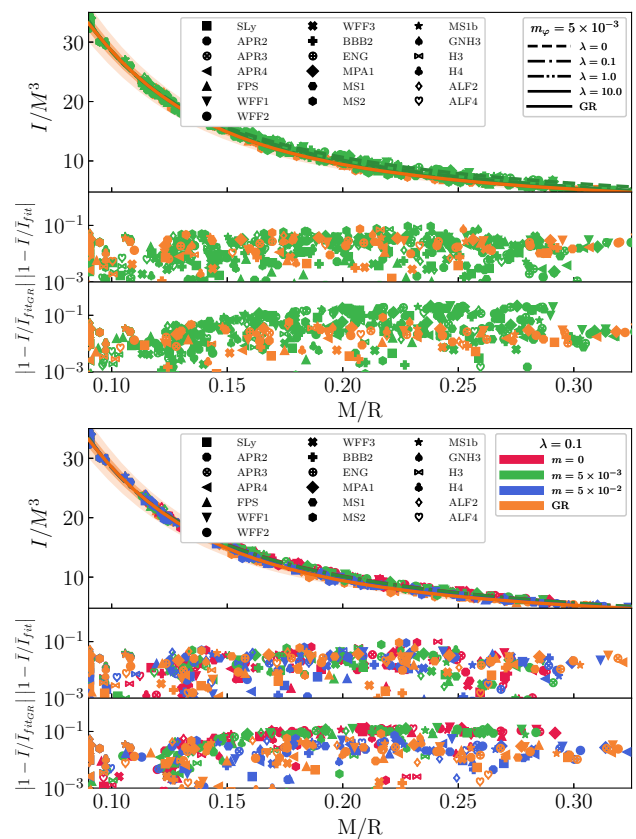 SLy
APR2
APR3
APR4
FPS
WFF1
WFF2
WFF3
BBB2
ENG
MPA1
MS1
MS2
MS1b
GNH3
H3
H4
ALF2
ALF4
m_φ = 5 × 10⁻³
λ = 0
λ = 0.1
λ = 1.0
λ = 10.0
GR
I/M³
30
20
10
|1 − Ī/Ī_fit|
10⁻¹
10⁻³
|1 − Ī/Ī_fit_GR|
10⁻¹
10⁻³
0.10 0.15 0.20 0.25 0.30
M/R
SLy
APR2
APR3
APR4
FPS
WFF1
WFF2
WFF3
BBB2
ENG
MPA1
MS1
MS2
MS1b
GNH3
H3
H4
ALF2
ALF4
λ = 0.1
m = 0
m = 5 × 10⁻³
m = 5 × 10⁻²
GR
I/M³
30
20
10
|1 − Ī/Ī_fit|
10⁻¹
10⁻³
|1 − Ī/Ī_fit_GR|
10⁻¹
10⁻³
0.10 0.15 0.20 0.25 0.30
M/R